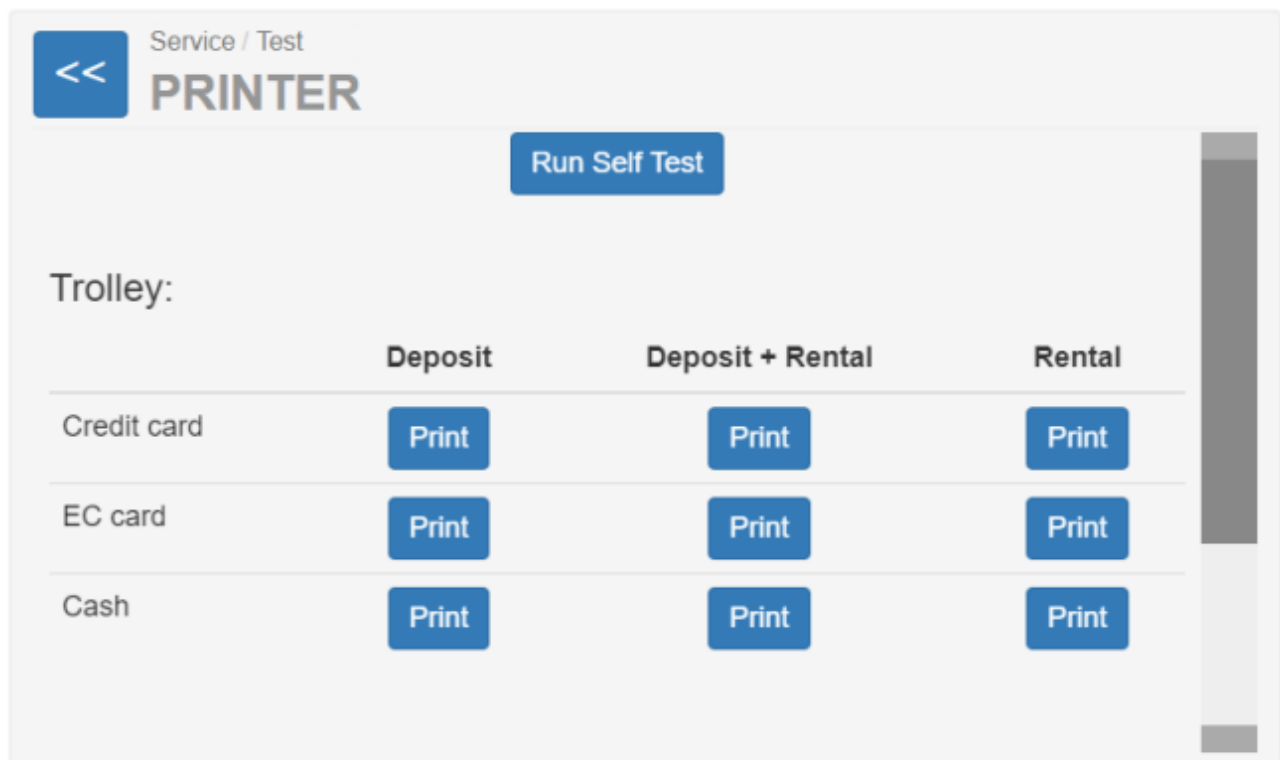 <<
Service / Test
PRINTER
Run Self Test
Trolley:
Deposit Deposit + Rental Rental
Credit card Print Print Print
EC card Print Print Print
Cash Print Print Print